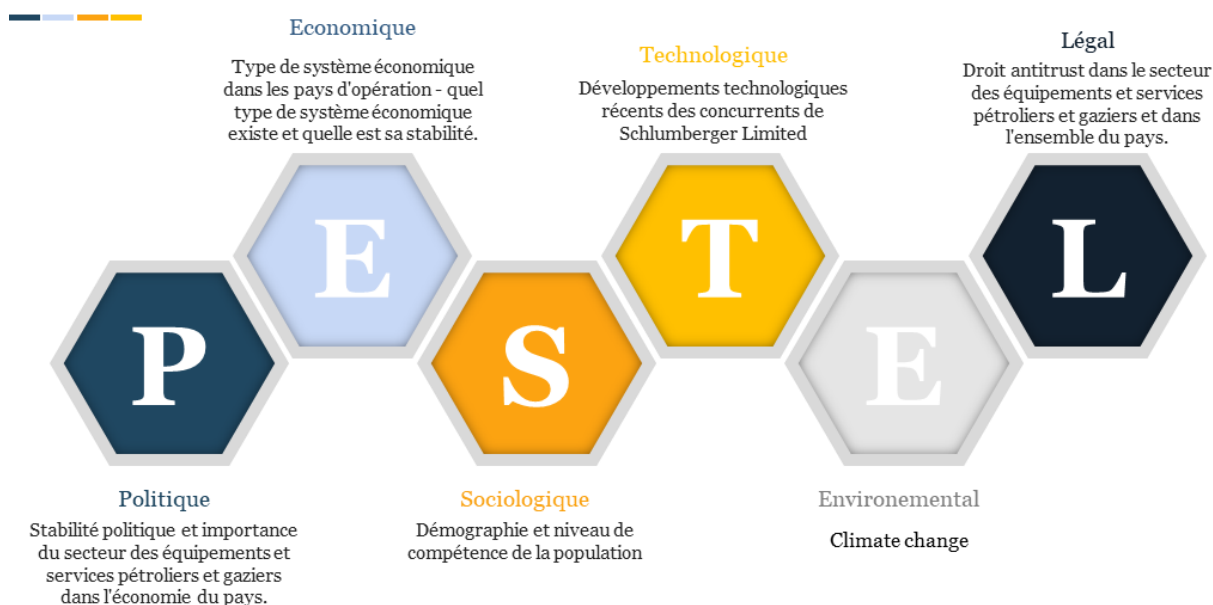 Economique
Type de système économique
dans les pays d'opération - quel
type de système économique
existe et quelle est sa stabilité.
Technologique
Développements technologiques
récents des concurrents de
Schlumberger Limited
Légal
Droit antitrust dans le secteur
des équipements et services
pétroliers et gaziers et dans
l'ensemble du pays.
P
E
S
T
E
L
Politique
Stabilité politique et importance
du secteur des équipements et
services pétroliers et gaziers
dans l'économie du pays.
Sociologique
Démographie et niveau de
compétence de la population
Environemental
Climate change